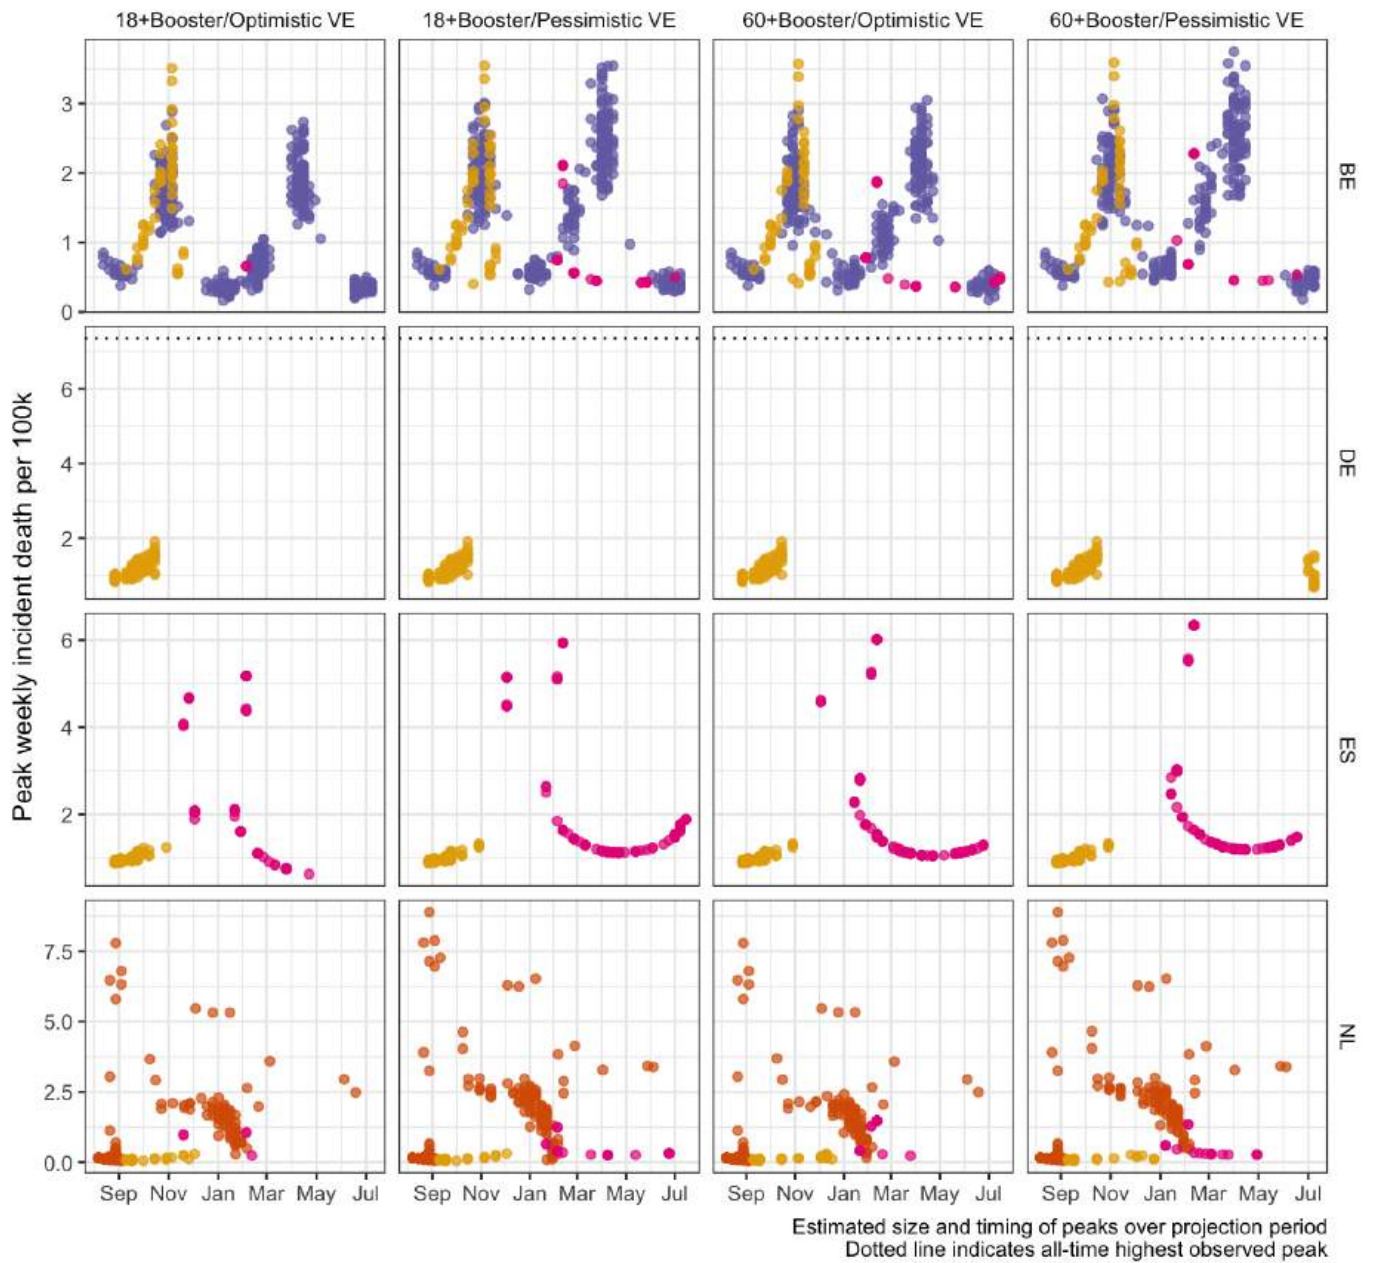 18+Booster/Optimistic VE
18+Booster/Pessimistic VE
60+Booster/Optimistic VE
60+Booster/Pessimistic VE
Peak weekly incident death per 100k
3
2
1
0
BE
6
4
2
DE
6
4
2
ES
7.5
5.0
2.5
0.0
NL
Sep Nov Jan Mar May Jul
Sep Nov Jan Mar May Jul
Sep Nov Jan Mar May Jul
Sep Nov Jan Mar May Jul
Estimated size and timing of peaks over projection period
Dotted line indicates all-time highest observed peak